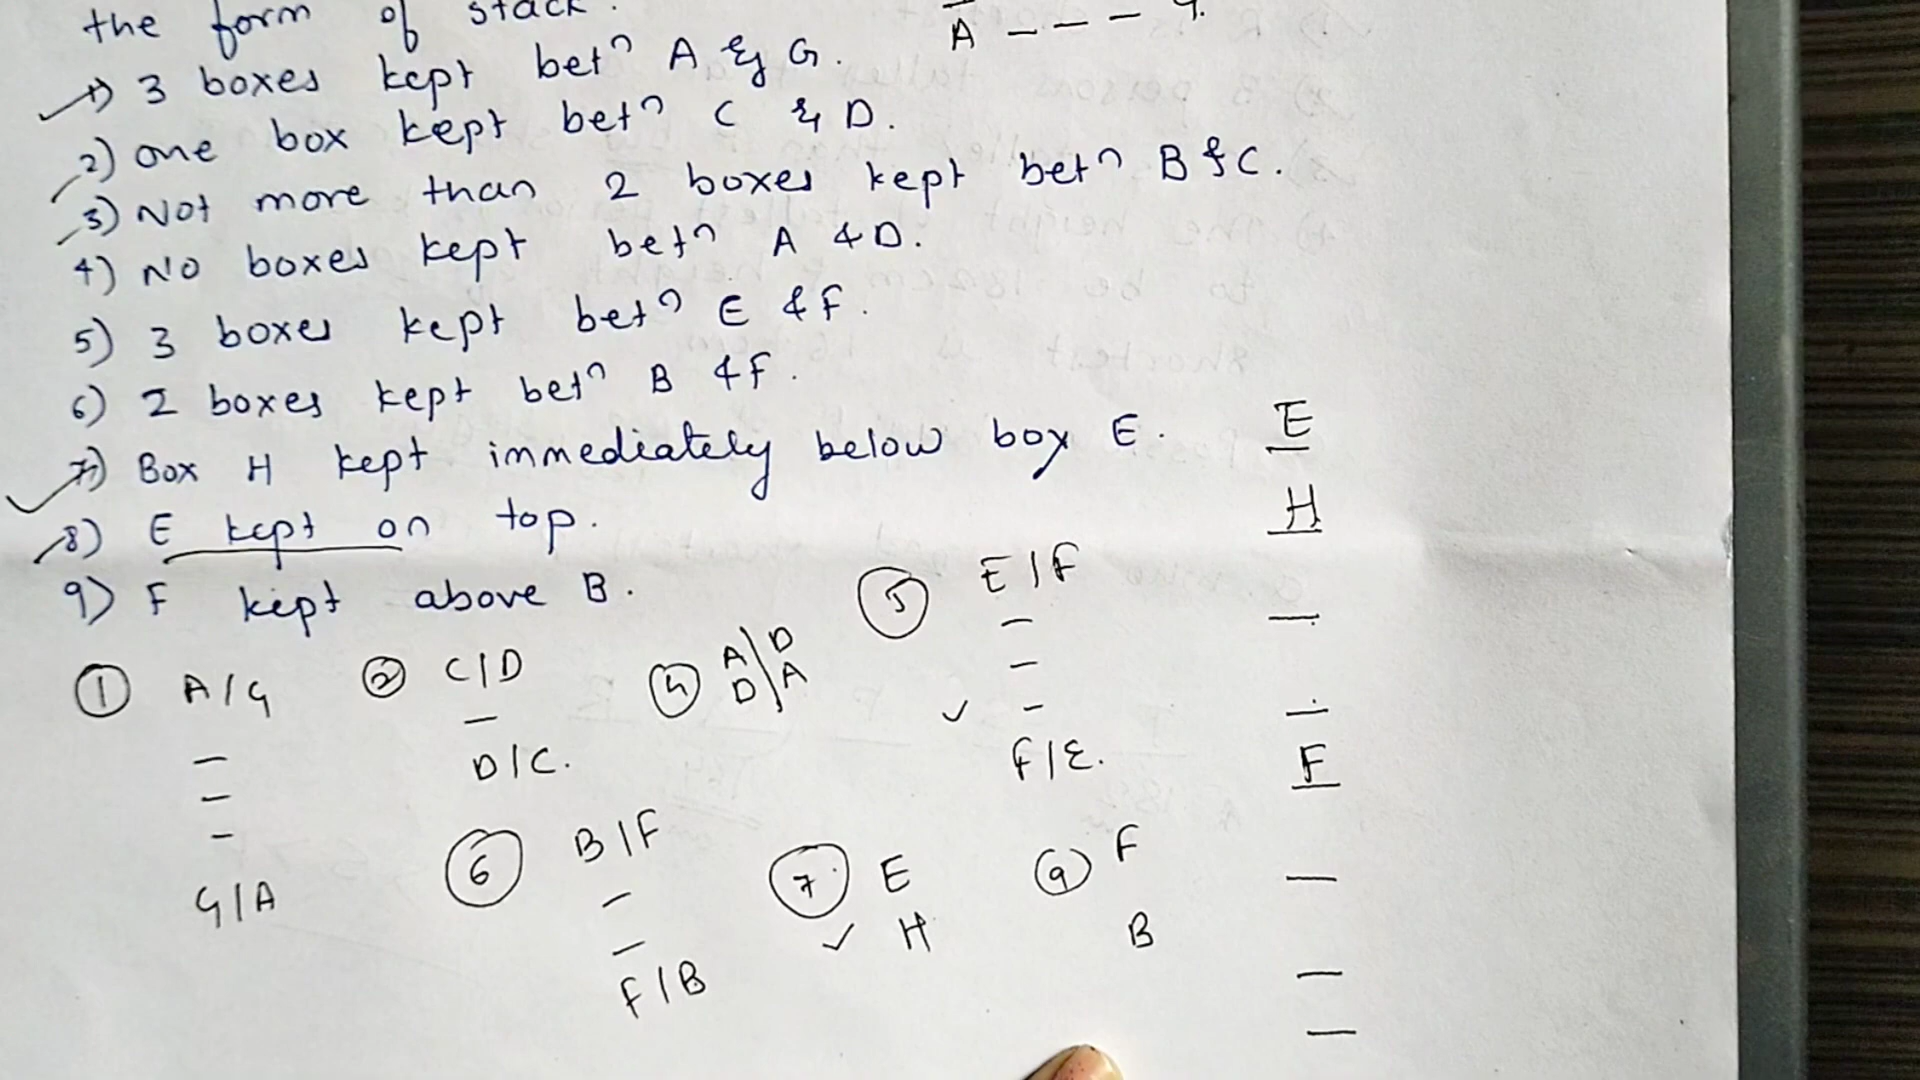 the form of stack.
A _ _ _ G.
1) 3 boxes kept betn A & G.
2) one box kept betn C & D.
3) Not more than 2 boxes kept betn B & C.
4) No boxes kept betn A & D.
5) 3 boxes kept betn E & F.
6) 2 boxes kept betn B & F.
7) Box H kept immediately below box E.
8) E kept on top.
9) F kept above B.
E
H
_
_
F
_
_
_
① A/G
_
_
_
G/A
② C/D
_
D/C.
④ A\D
D\A
⑤ E/F
_
_
_
F/E.
⑥ B/F
_
_
F/B
⑦ E
H
⑨ F
B